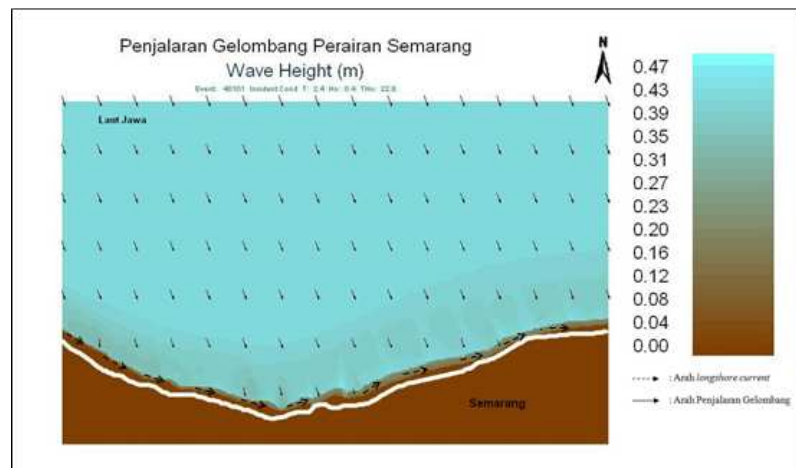 Penjalaran Gelombang Perairan Semarang
Wave Height (m)
N
Laut Jawa
Semarang
0.47
0.43
0.39
0.35
0.31
0.27
0.23
0.20
0.16
0.12
0.08
0.04
0.00
: Arah longshore current
: Arah Penjalaran Gelombang